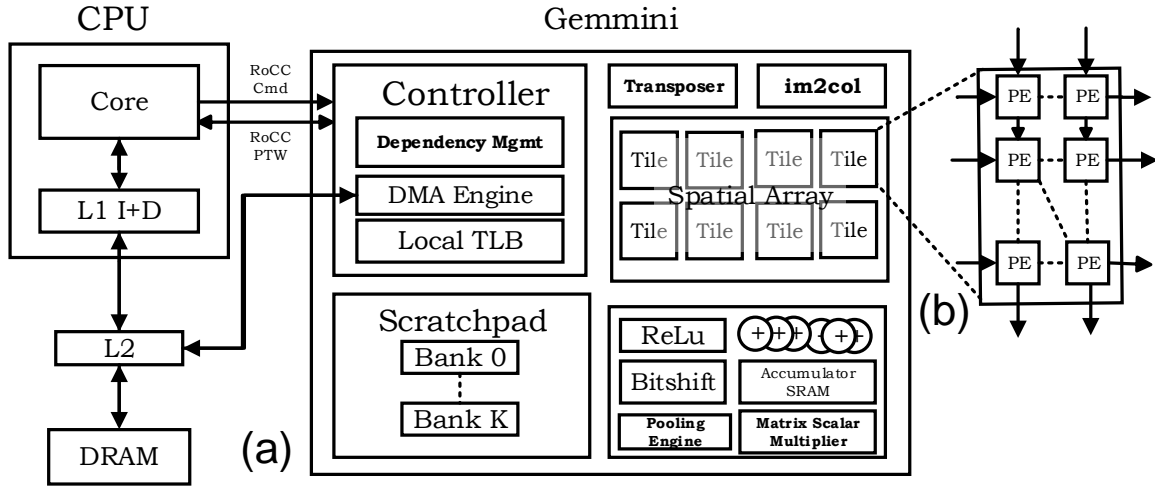 CPU
Gemmini
Core
L1 I+D
L2
DRAM
RoCC
Cmd
RoCC
PTW
Controller
Dependency Mgmt
DMA Engine
Local TLB
Scratchpad
Bank 0
Bank K
(a)
Transposer
im2col
Tile Tile Tile Tile
Spatial Array
Tile Tile Tile Tile
ReLu
+ + + + + +
Bitshift
Accumulator
SRAM
Pooling
Engine
Matrix Scalar
Multiplier
(b)
PE PE
PE PE
PE PE